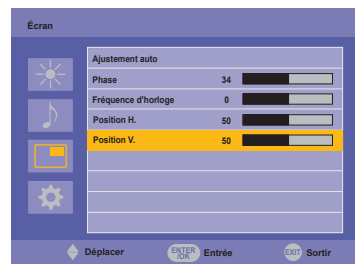 Écran
Ajustement auto
Phase 34
Fréquence d'horloge 0
Position H. 50
Position V. 50
Déplacer ENTER /OK Entrée EXIT Sortir